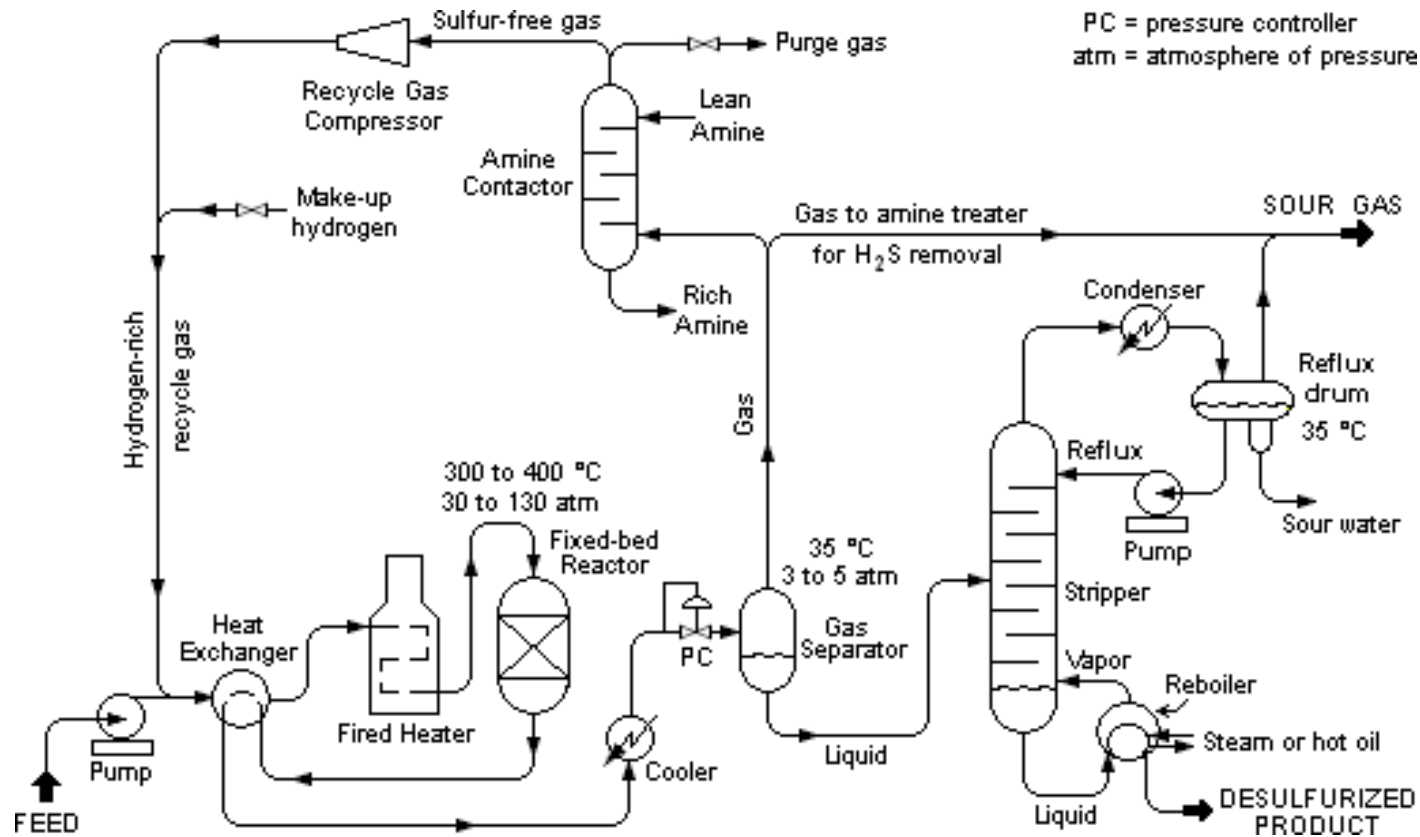 Sulfur-free gas
Purge gas
PC = pressure controller
atm = atmosphere of pressure
Recycle Gas
Compressor
Lean
Amine
Amine
Contactor
Make-up
hydrogen
Gas to amine treater
for H₂S removal
SOUR GAS
Rich
Amine
Condenser
Hydrogen-rich
recycle gas
Gas
Reflux
drum
35 °C
300 to 400 °C
30 to 130 atm
Reflux
Sour water
Pump
Fixed-bed
Reactor
35 °C
3 to 5 atm
Stripper
Heat
Exchanger
Gas
Separator
PC
Vapor
Reboiler
Fired Heater
Steam or hot oil
Pump
Cooler
Liquid
Liquid
FEED
DESULFURIZED
PRODUCT